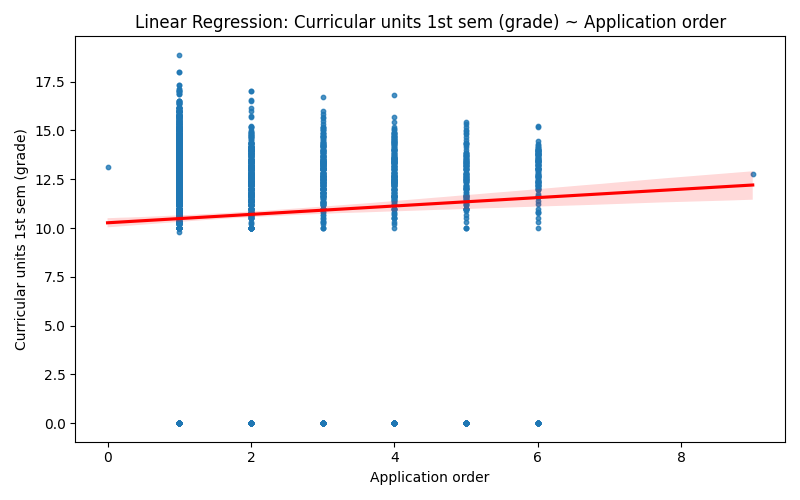 Linear Regression: Curricular units 1st sem (grade) ~ Application order
Curricular units 1st sem (grade)
17.5
15.0
12.5
10.0
7.5
5.0
2.5
0.0
0 2 4 6 8
Application order